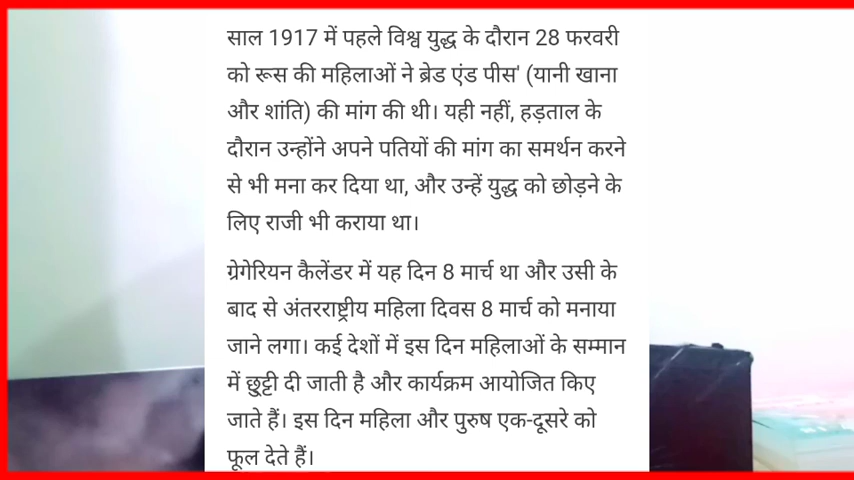 साल 1917 में पहले विश्व युद्ध के दौरान 28 फरवरी
को रूस की महिलाओं ने ब्रेड एंड पीस' (यानी खाना
और शांति) की मांग की थी। यही नहीं, हड़ताल के
दौरान उन्होंने अपने पतियों की मांग का समर्थन करने
से भी मना कर दिया था, और उन्हें युद्ध को छोड़ने के
लिए राजी भी कराया था।
ग्रेगेरियन कैलेंडर में यह दिन 8 मार्च था और उसी के
बाद से अंतरराष्ट्रीय महिला दिवस 8 मार्च को मनाया
जाने लगा। कई देशों में इस दिन महिलाओं के सम्मान
में छुट्टी दी जाती है और कार्यक्रम आयोजित किए
जाते हैं। इस दिन महिला और पुरुष एक-दूसरे को
फूल देते हैं।